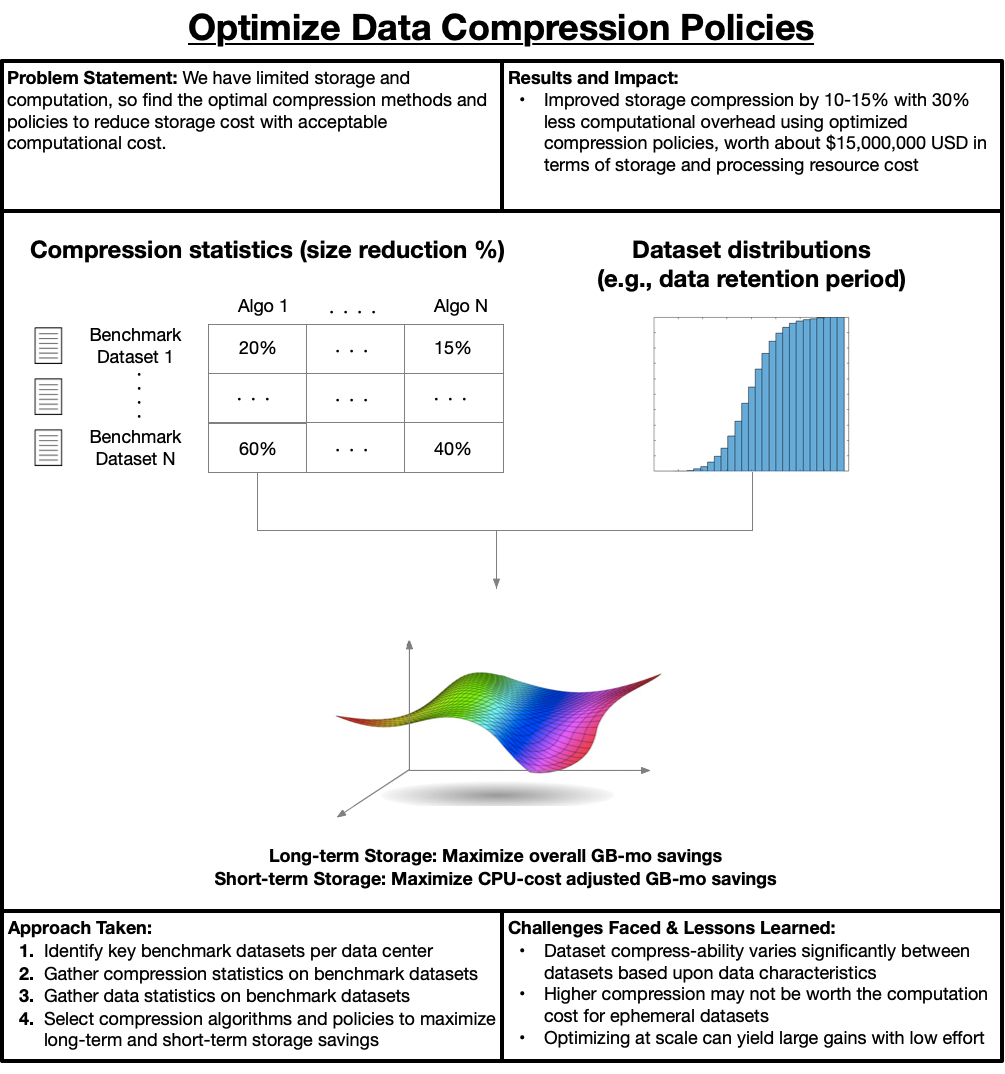 Optimize Data Compression Policies
Problem Statement: We have limited storage and
computation, so find the optimal compression methods and
policies to reduce storage cost with acceptable
computational cost.
Results and Impact:
• Improved storage compression by 10-15% with 30%
less computational overhead using optimized
compression policies, worth about $15,000,000 USD in
terms of storage and processing resource cost
Compression statistics (size reduction %)
Algo 1 . . . . Algo N
Benchmark
Dataset 1
20% . . . 15%
. . . . . . . . .
Benchmark
Dataset N
60% . . . 40%
Dataset distributions
(e.g., data retention period)
Long-term Storage: Maximize overall GB-mo savings
Short-term Storage: Maximize CPU-cost adjusted GB-mo savings
Approach Taken:
1. Identify key benchmark datasets per data center
2. Gather compression statistics on benchmark datasets
3. Gather data statistics on benchmark datasets
4. Select compression algorithms and policies to maximize
long-term and short-term storage savings
Challenges Faced & Lessons Learned:
• Dataset compress-ability varies significantly between
datasets based upon data characteristics
• Higher compression may not be worth the computation
cost for ephemeral datasets
• Optimizing at scale can yield large gains with low effort